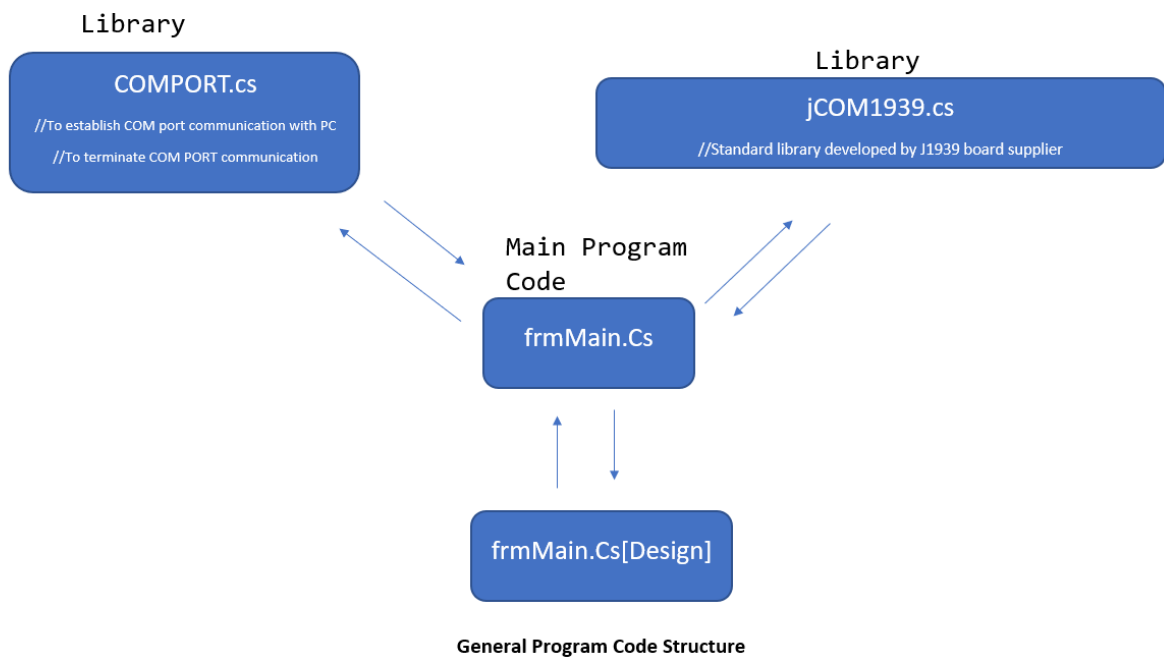 Library
COMPORT.cs
//To establish COM port communication with PC
//To terminate COM PORT communication
Library
jCOM1939.cs
//Standard library developed by J1939 board supplier
Main Program
Code
frmMain.Cs
frmMain.Cs[Design]
General Program Code Structure